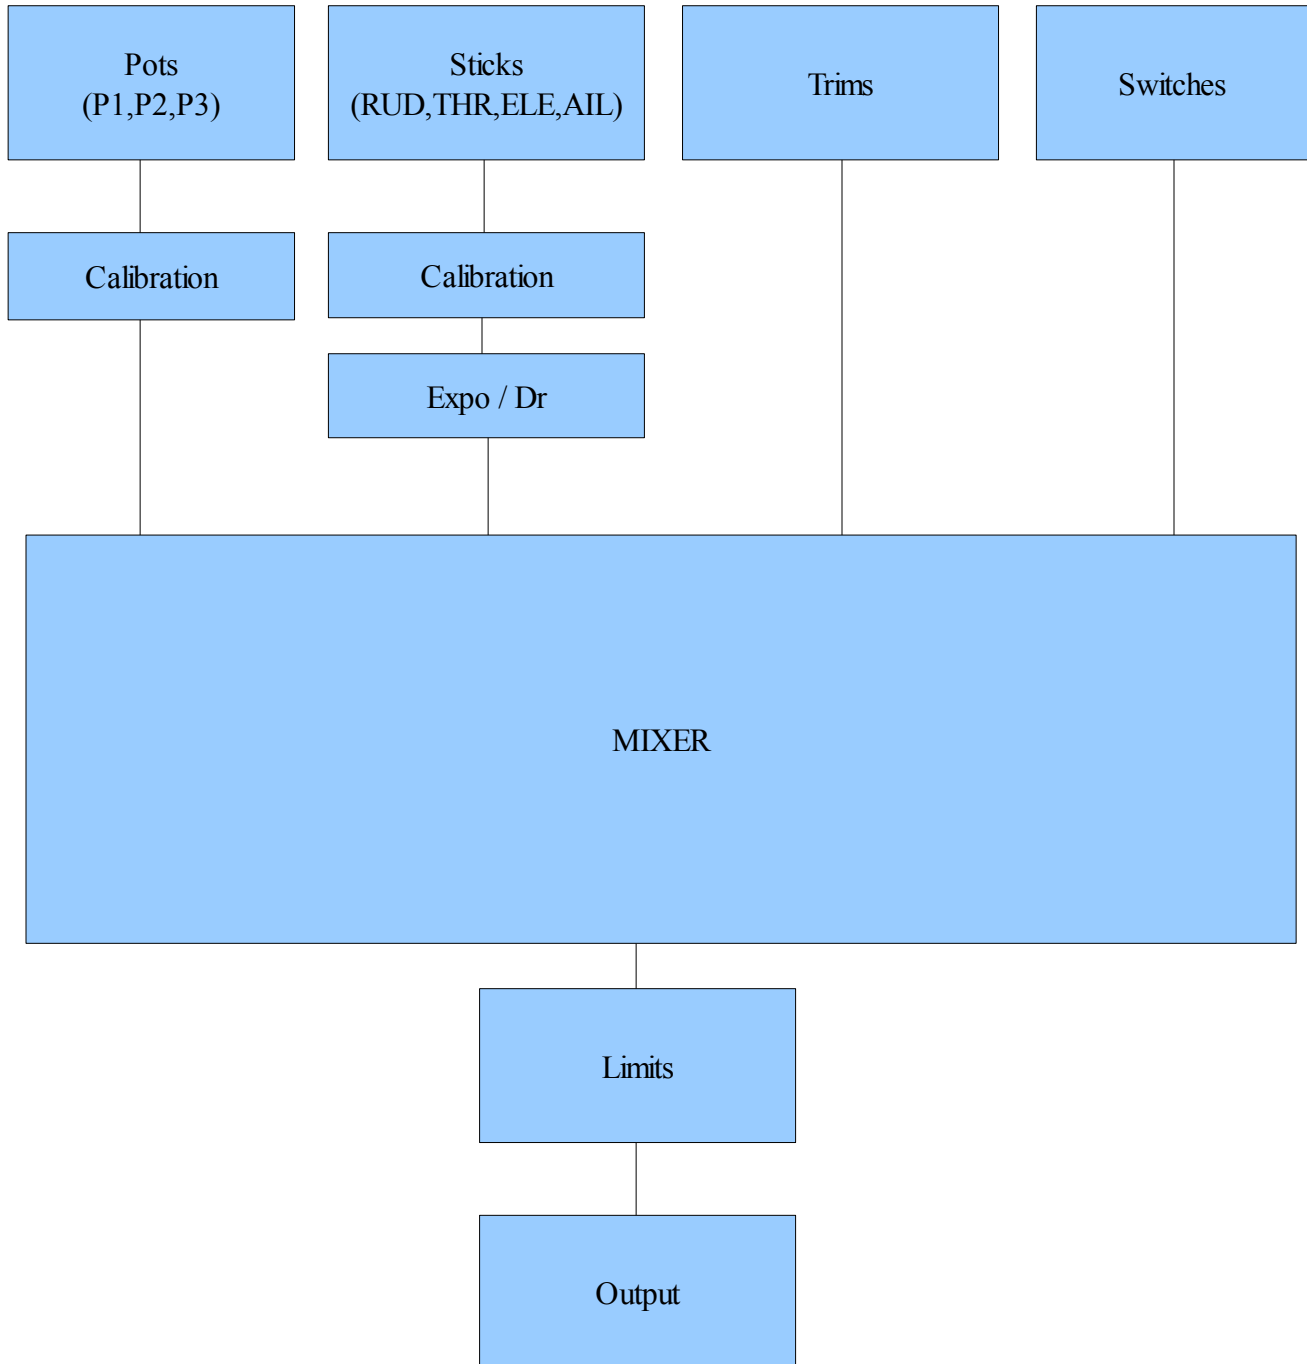 Pots
(P1,P2,P3)
Sticks
(RUD,THR,ELE,AIL)
Trims
Switches
Calibration
Calibration
Expo / Dr
MIXER
Limits
Output